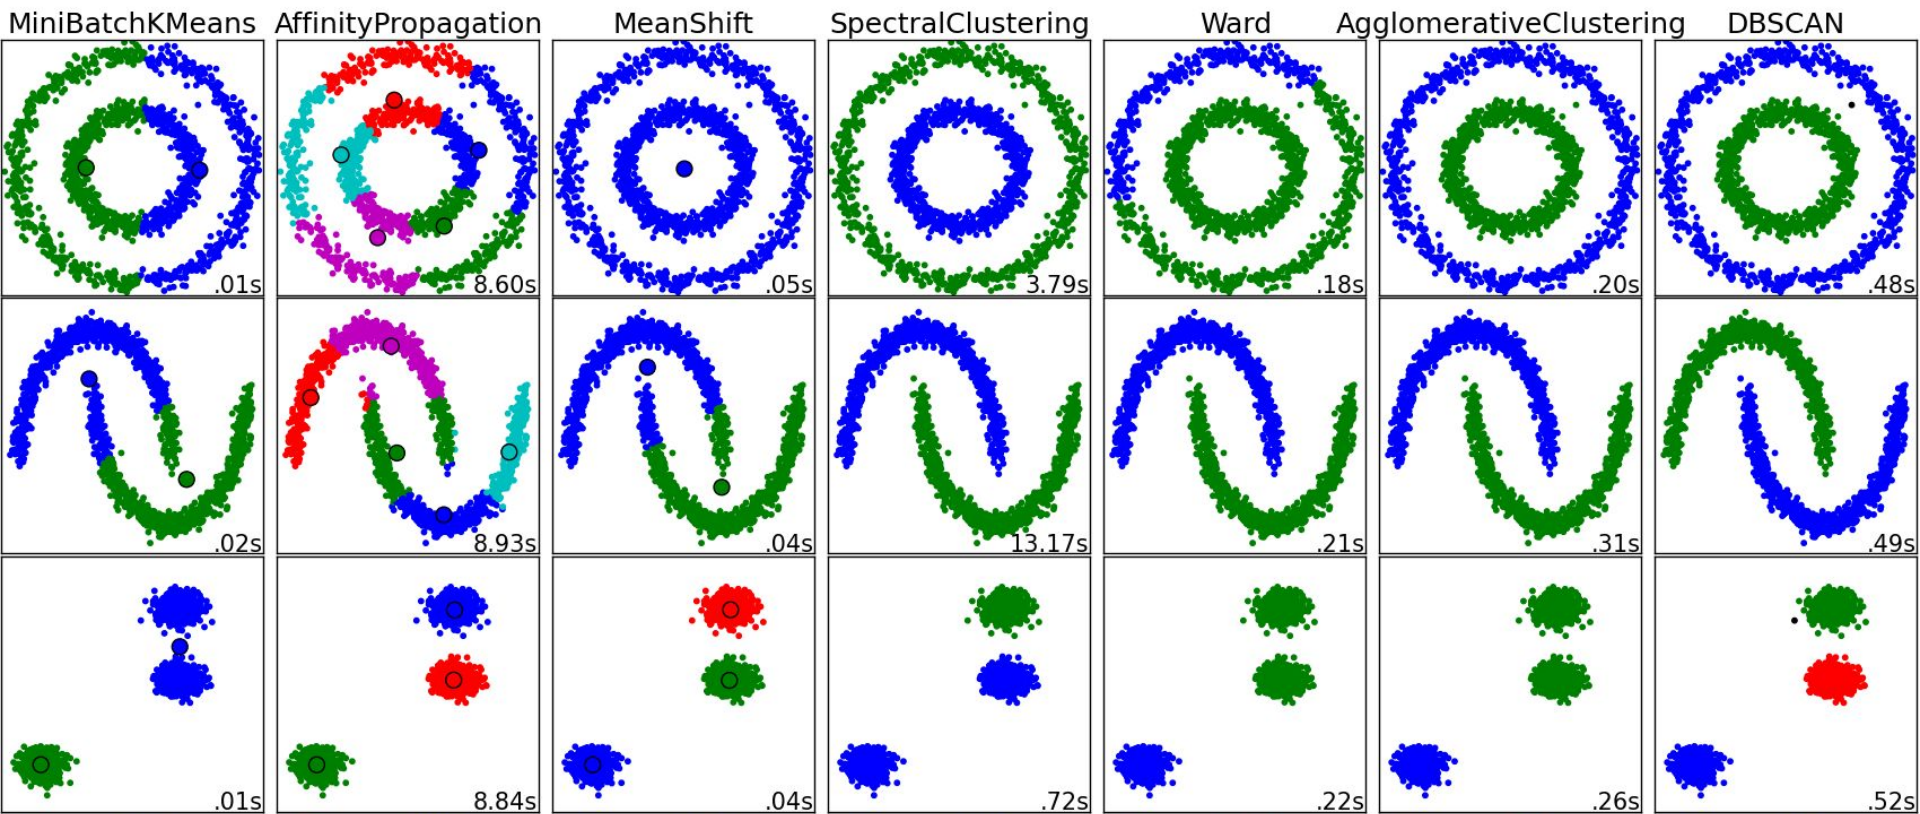 MiniBatchKMeans AffinityPropagation MeanShift SpectralClustering Ward AgglomerativeClustering DBSCAN
.01s 8.60s .05s 3.79s .18s .20s .48s
.02s 8.93s .04s 13.17s .21s .31s .49s
.01s 8.84s .04s .72s .22s .26s .52s